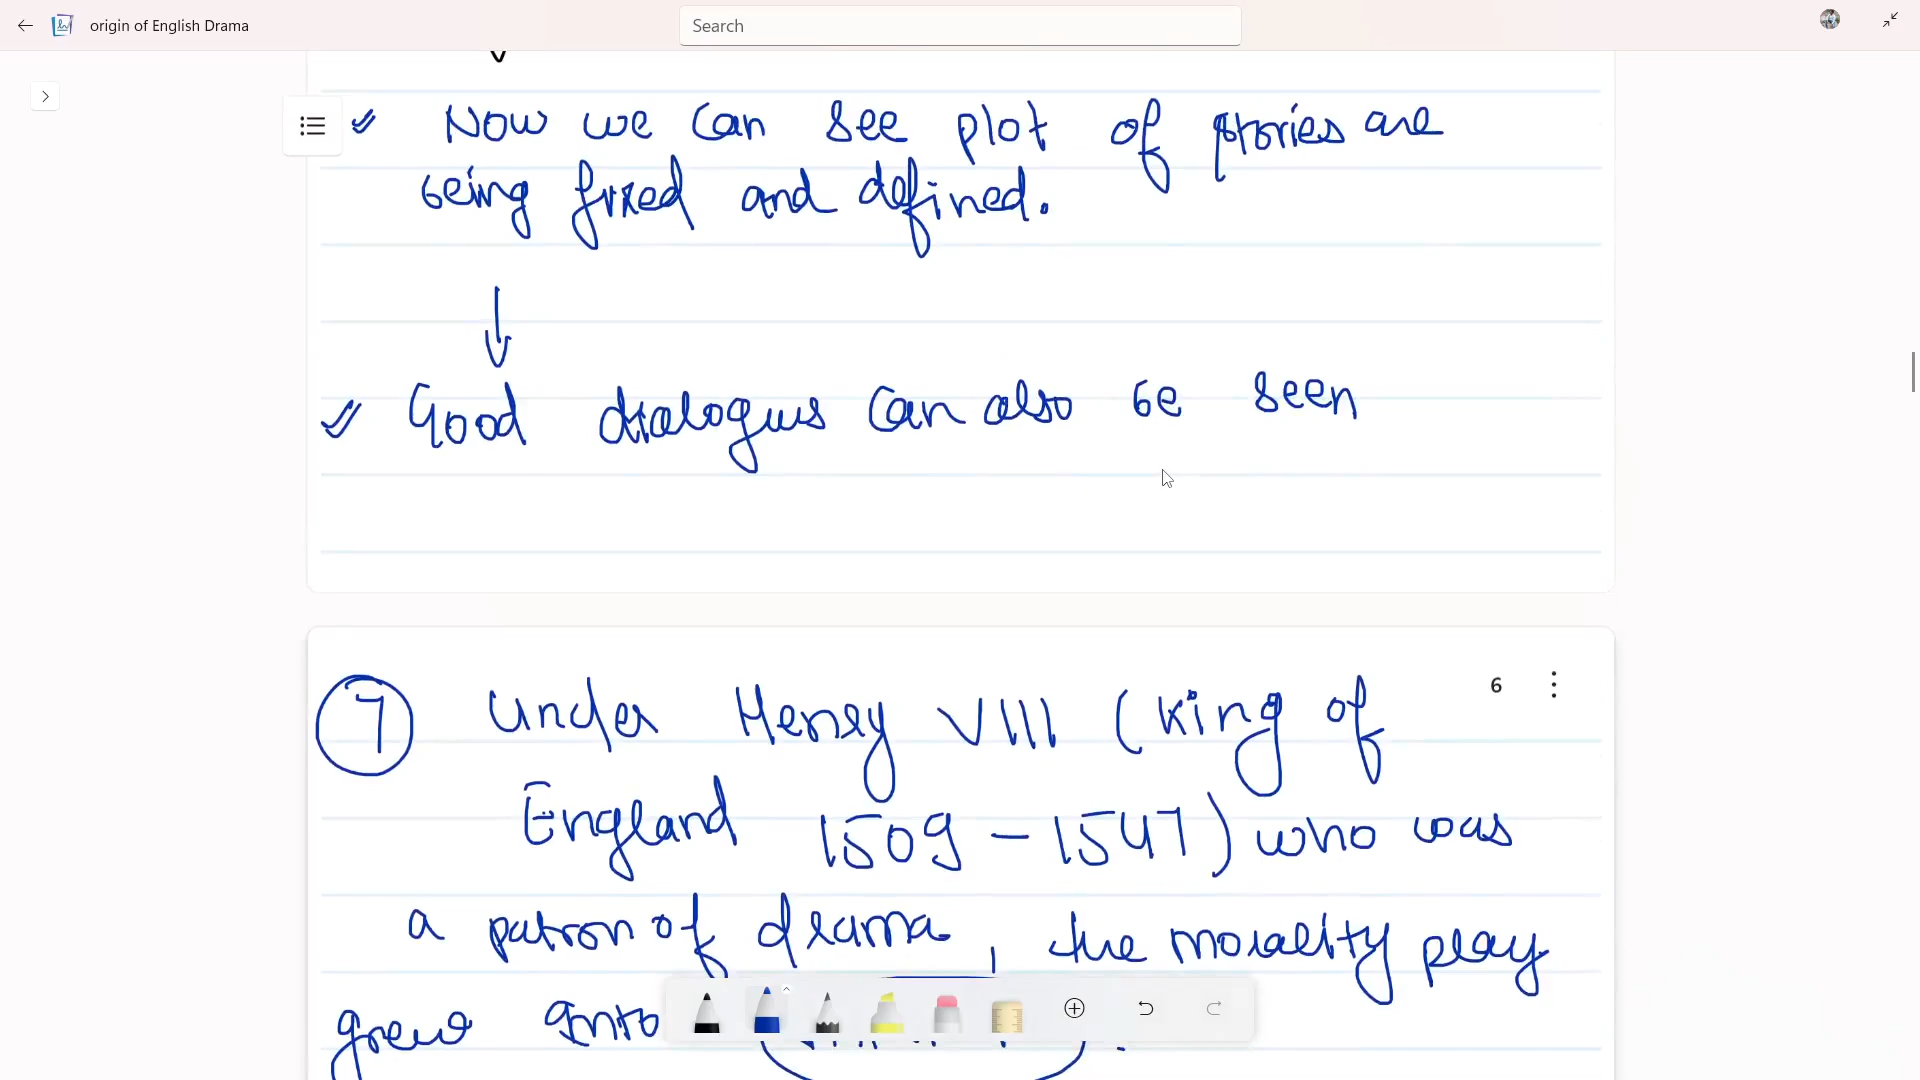 origin of English Drama
Search
Now we can see plot of stories are
being fixed and defined.
Good dialogues can also be seen
6
7 Under Henry VIII (King of
England 1509 - 1547) who was
a patron of drama, the morality play
grew into